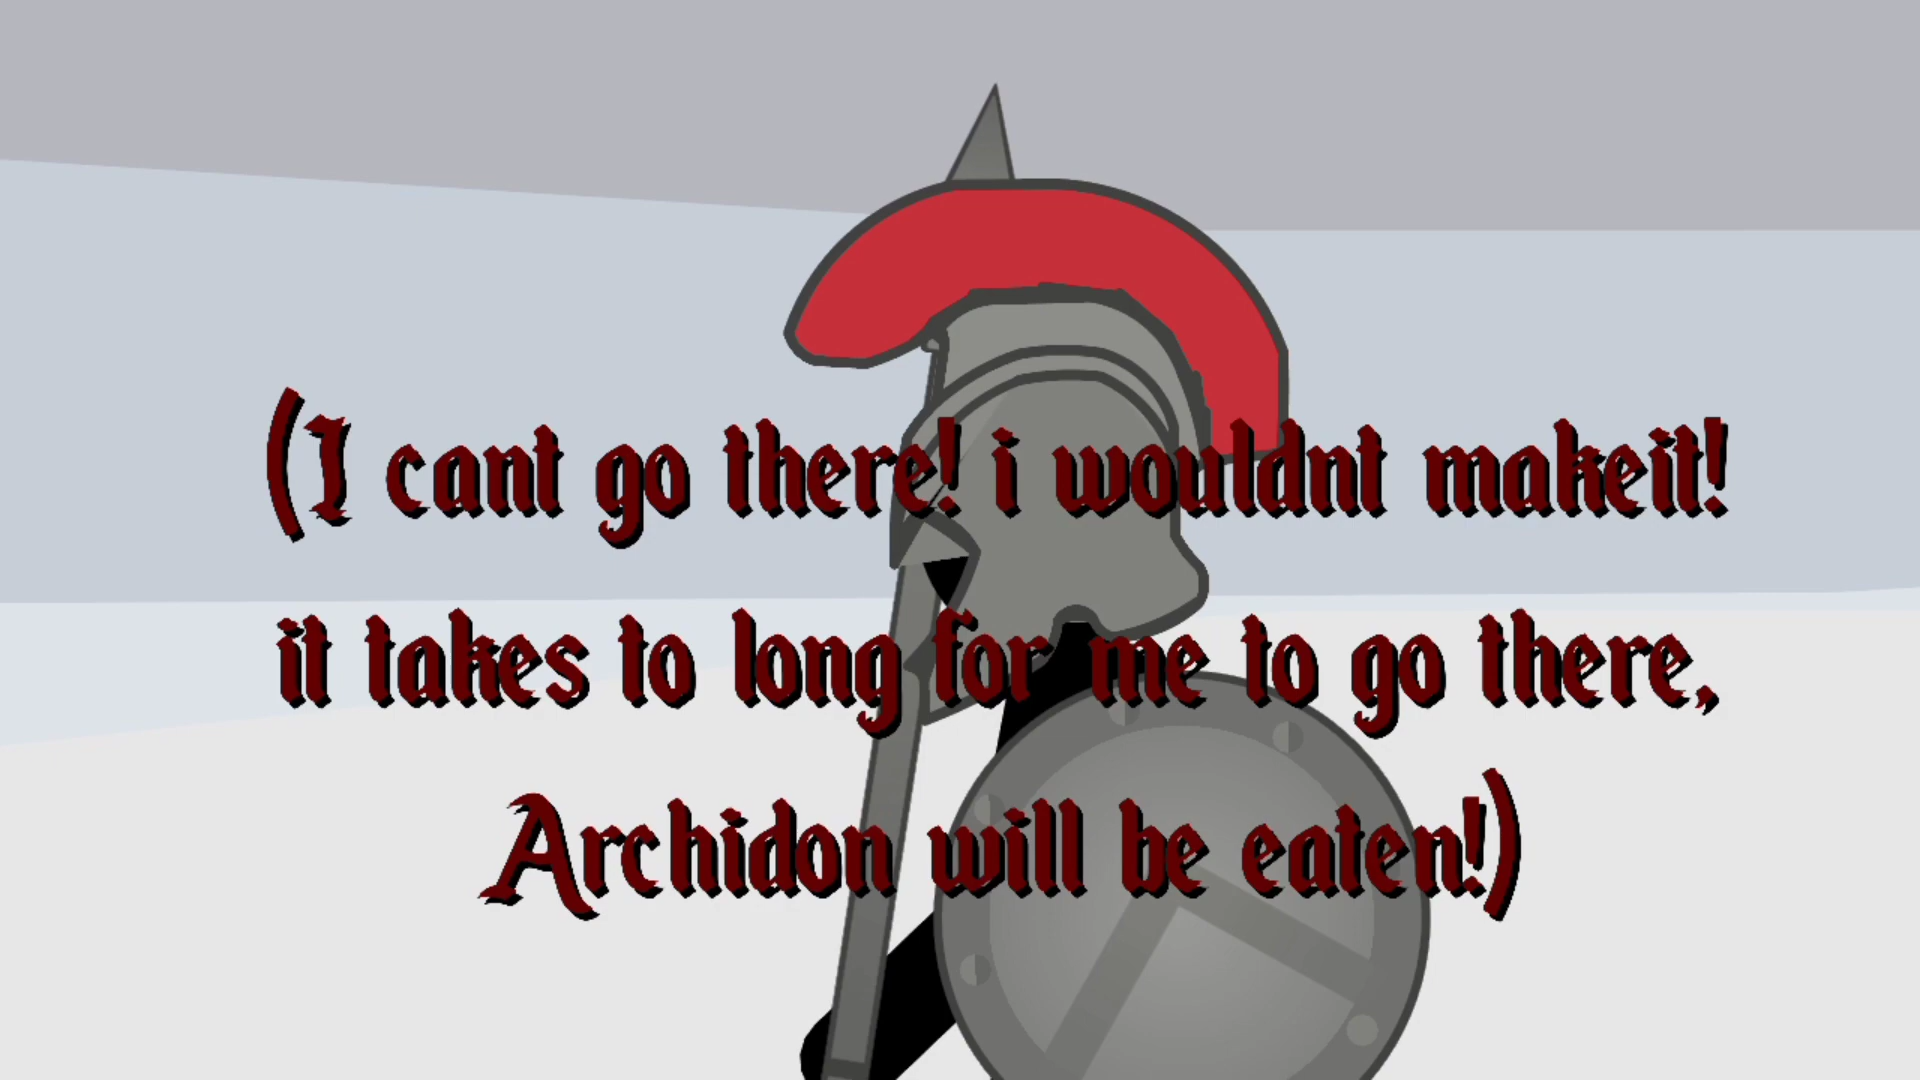 (I cant go there! i wouldnt makeit!
it takes to long for me to go there,
Archidon will be eaten!)